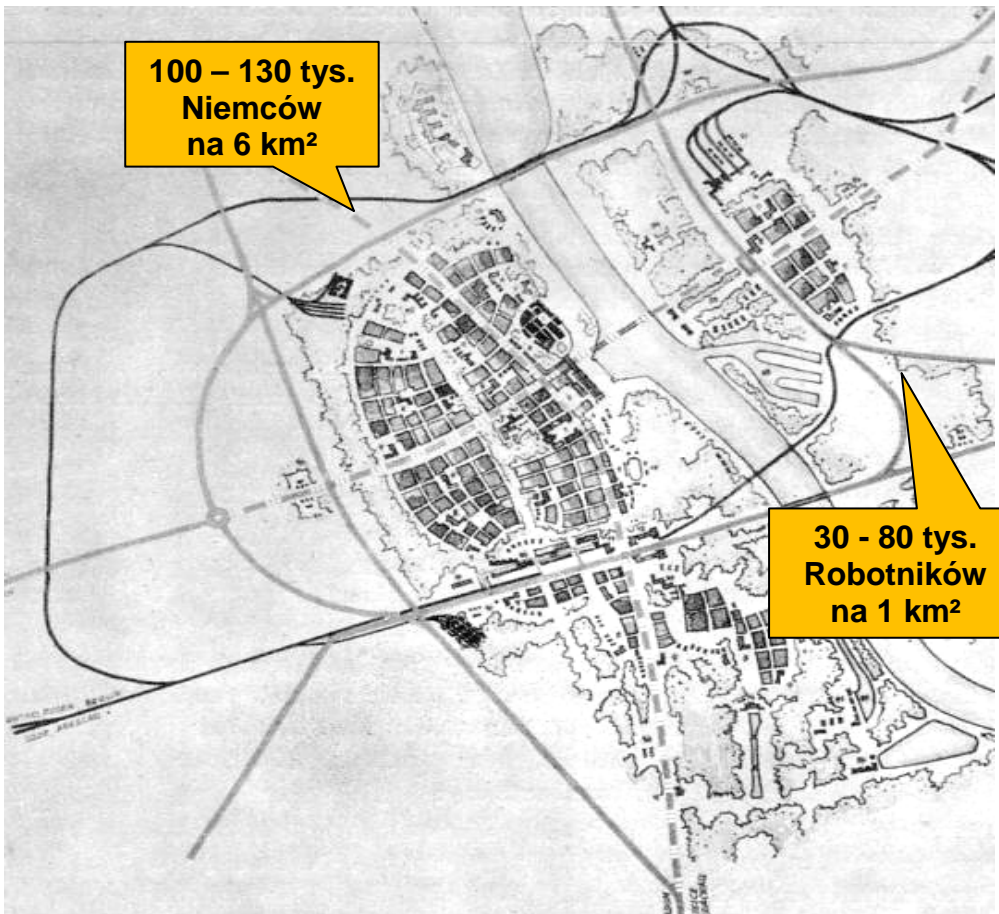 100 – 130 tys.
Niemców
na 6 km²
30 - 80 tys.
Robotników
na 1 km²